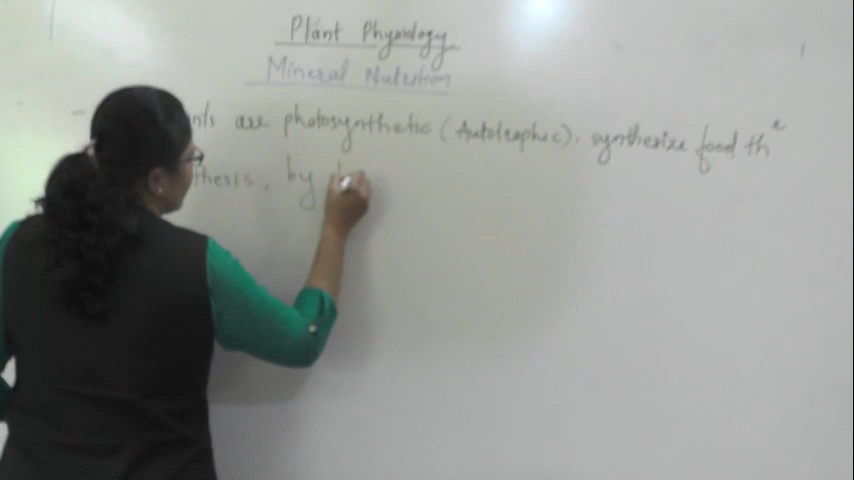 Plant Physiology
Mineral Nutrition
- are photosynthetic (Autotrophic), synthesize food th
thesis, by